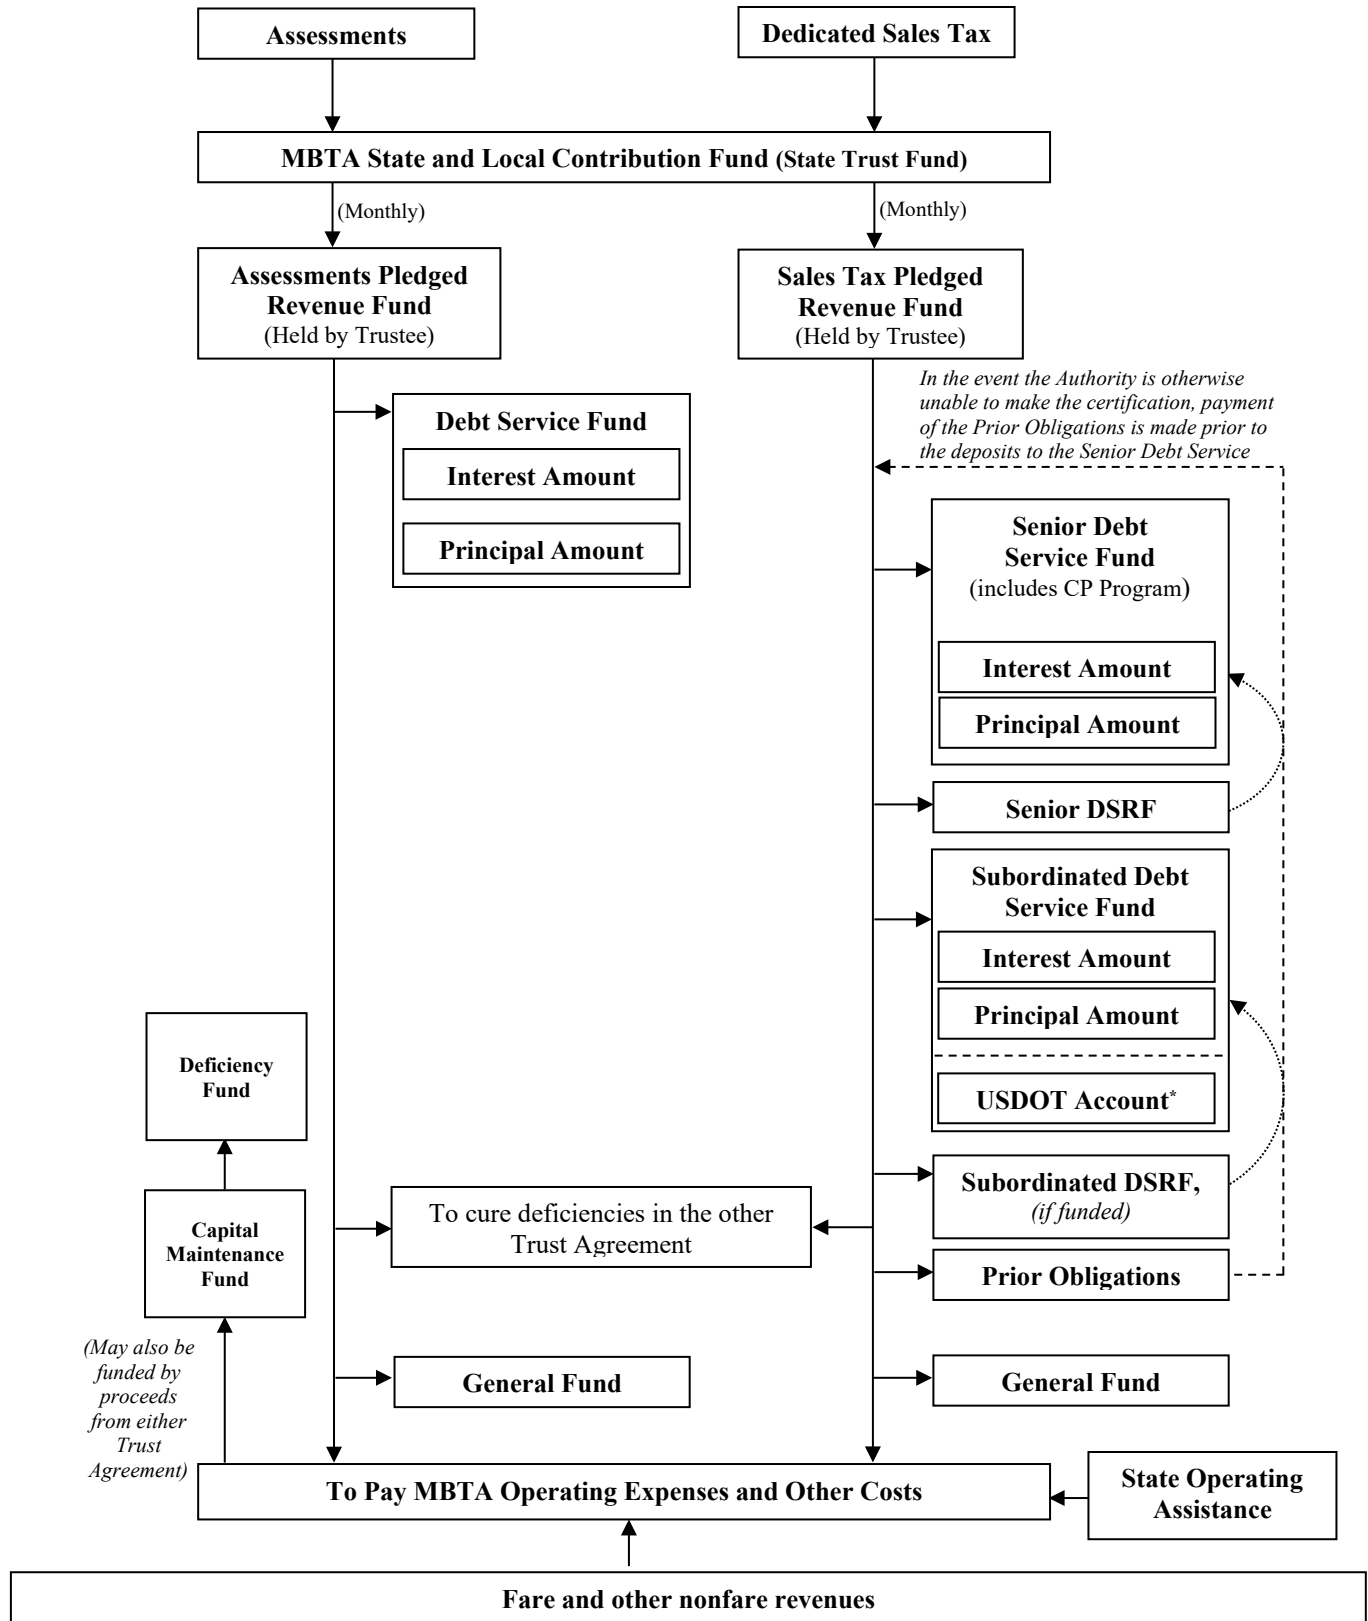 Assessments
Dedicated Sales Tax
MBTA State and Local Contribution Fund (State Trust Fund)
(Monthly)
(Monthly)
Assessments Pledged
Revenue Fund
(Held by Trustee)
Sales Tax Pledged
Revenue Fund
(Held by Trustee)
In the event the Authority is otherwise
unable to make the certification, payment
of the Prior Obligations is made prior to
the deposits to the Senior Debt Service
Debt Service Fund
Interest Amount
Principal Amount
Senior Debt
Service Fund
(includes CP Program)
Interest Amount
Principal Amount
Senior DSRF
Subordinated Debt
Service Fund
Interest Amount
Principal Amount
USDOT Account*
Deficiency
Fund
Capital
Maintenance
Fund
To cure deficiencies in the other
Trust Agreement
Subordinated DSRF,
(if funded)
Prior Obligations
(May also be
funded by
proceeds
from either
Trust
Agreement)
General Fund
General Fund
To Pay MBTA Operating Expenses and Other Costs
State Operating
Assistance
Fare and other nonfare revenues